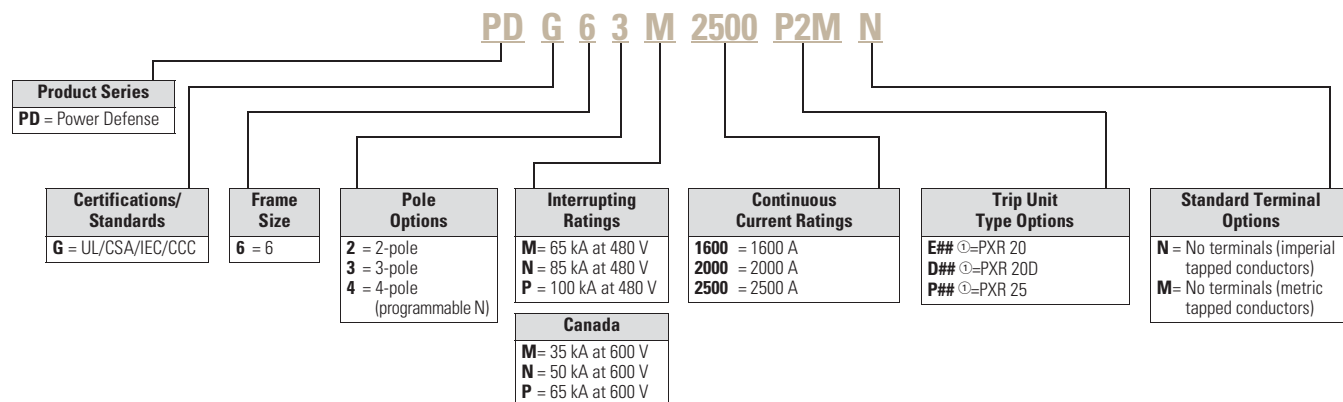 PD G 6 3 M 2500 P2M N
Product Series
PD = Power Defense
Certifications/
Standards
G = UL/CSA/IEC/CCC
Frame
Size
6 = 6
Pole
Options
2 = 2-pole
3 = 3-pole
4 = 4-pole
(programmable N)
Interrupting
Ratings
M= 65 kA at 480 V
N = 85 kA at 480 V
P = 100 kA at 480 V
Canada
M= 35 kA at 600 V
N = 50 kA at 600 V
P = 65 kA at 600 V
Continuous
Current Ratings
1600 = 1600 A
2000 = 2000 A
2500 = 2500 A
Trip Unit
Type Options
E## ①=PXR 20
D## ①=PXR 20D
P## ①=PXR 25
Standard Terminal
Options
N = No terminals (imperial
tapped conductors)
M= No terminals (metric
tapped conductors)